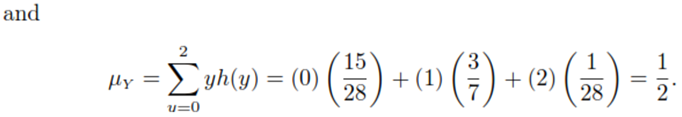 and
μ_Y = ∑_{u=0}^{2} yh(y) = (0) (15/28) + (1) (3/7) + (2) (1/28) = 1/2.